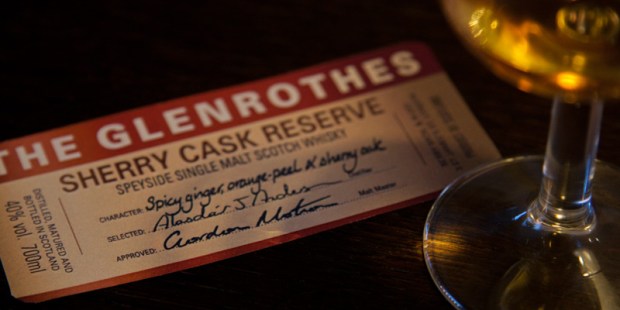 THE GLENROTHES
SHERRY CASK RESERVE
SPEYSIDE SINGLE MALT SCOTCH WHISKY
CHARACTER: Spicy ginger, orange-peel & sherry oak
SELECTED: Alasdair J. Anderson
Malt Master
APPROVED: Gordon Motion
DISTILLED, MATURED AND
BOTTLED IN SCOTLAND
40% vol. 700ml